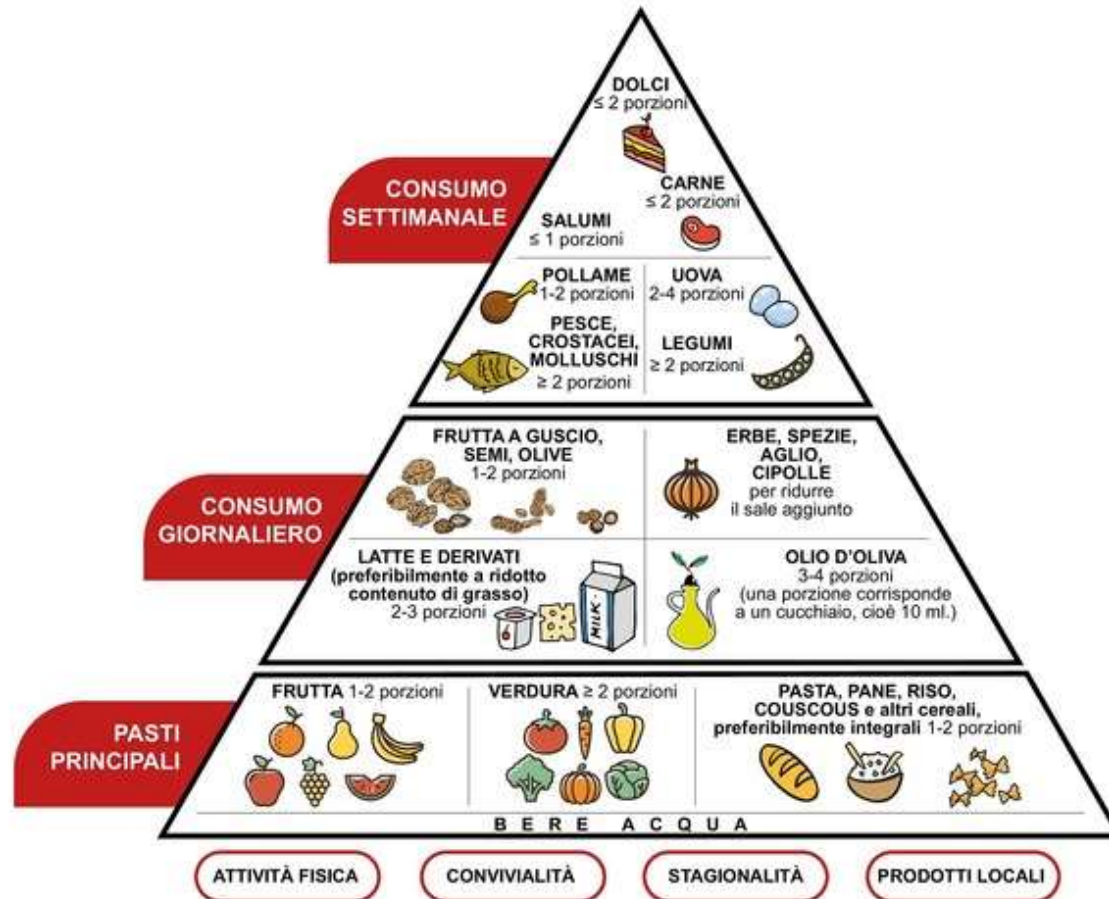 DOLCI
≤ 2 porzioni
CONSUMO
SETTIMANALE
CARNE
≤ 2 porzioni
SALUMI
≤ 1 porzioni
POLLAME
1-2 porzioni
UOVA
2-4 porzioni
PESCE,
CROSTACEI,
MOLLUSCHI
≥ 2 porzioni
LEGUMI
≥ 2 porzioni
CONSUMO
GIORNALIERO
FRUTTA A GUSCIO,
SEMI, OLIVE
1-2 porzioni
ERBE, SPEZIE,
AGLIO,
CIPOLLE
per ridurre
il sale aggiunto
LATTE E DERIVATI
(preferibilmente a ridotto
contenuto di grasso)
2-3 porzioni
MILK
OLIO D'OLIVA
3-4 porzioni
(una porzione corrisponde
a un cucchiaio, cioè 10 ml.)
PASTI
PRINCIPALI
FRUTTA 1-2 porzioni
VERDURA ≥ 2 porzioni
PASTA, PANE, RISO,
COUSCOUS e altri cereali,
preferibilmente integrali 1-2 porzioni
BERE ACQUA
ATTIVITÀ FISICA
CONVIVIALITÀ
STAGIONALITÀ
PRODOTTI LOCALI